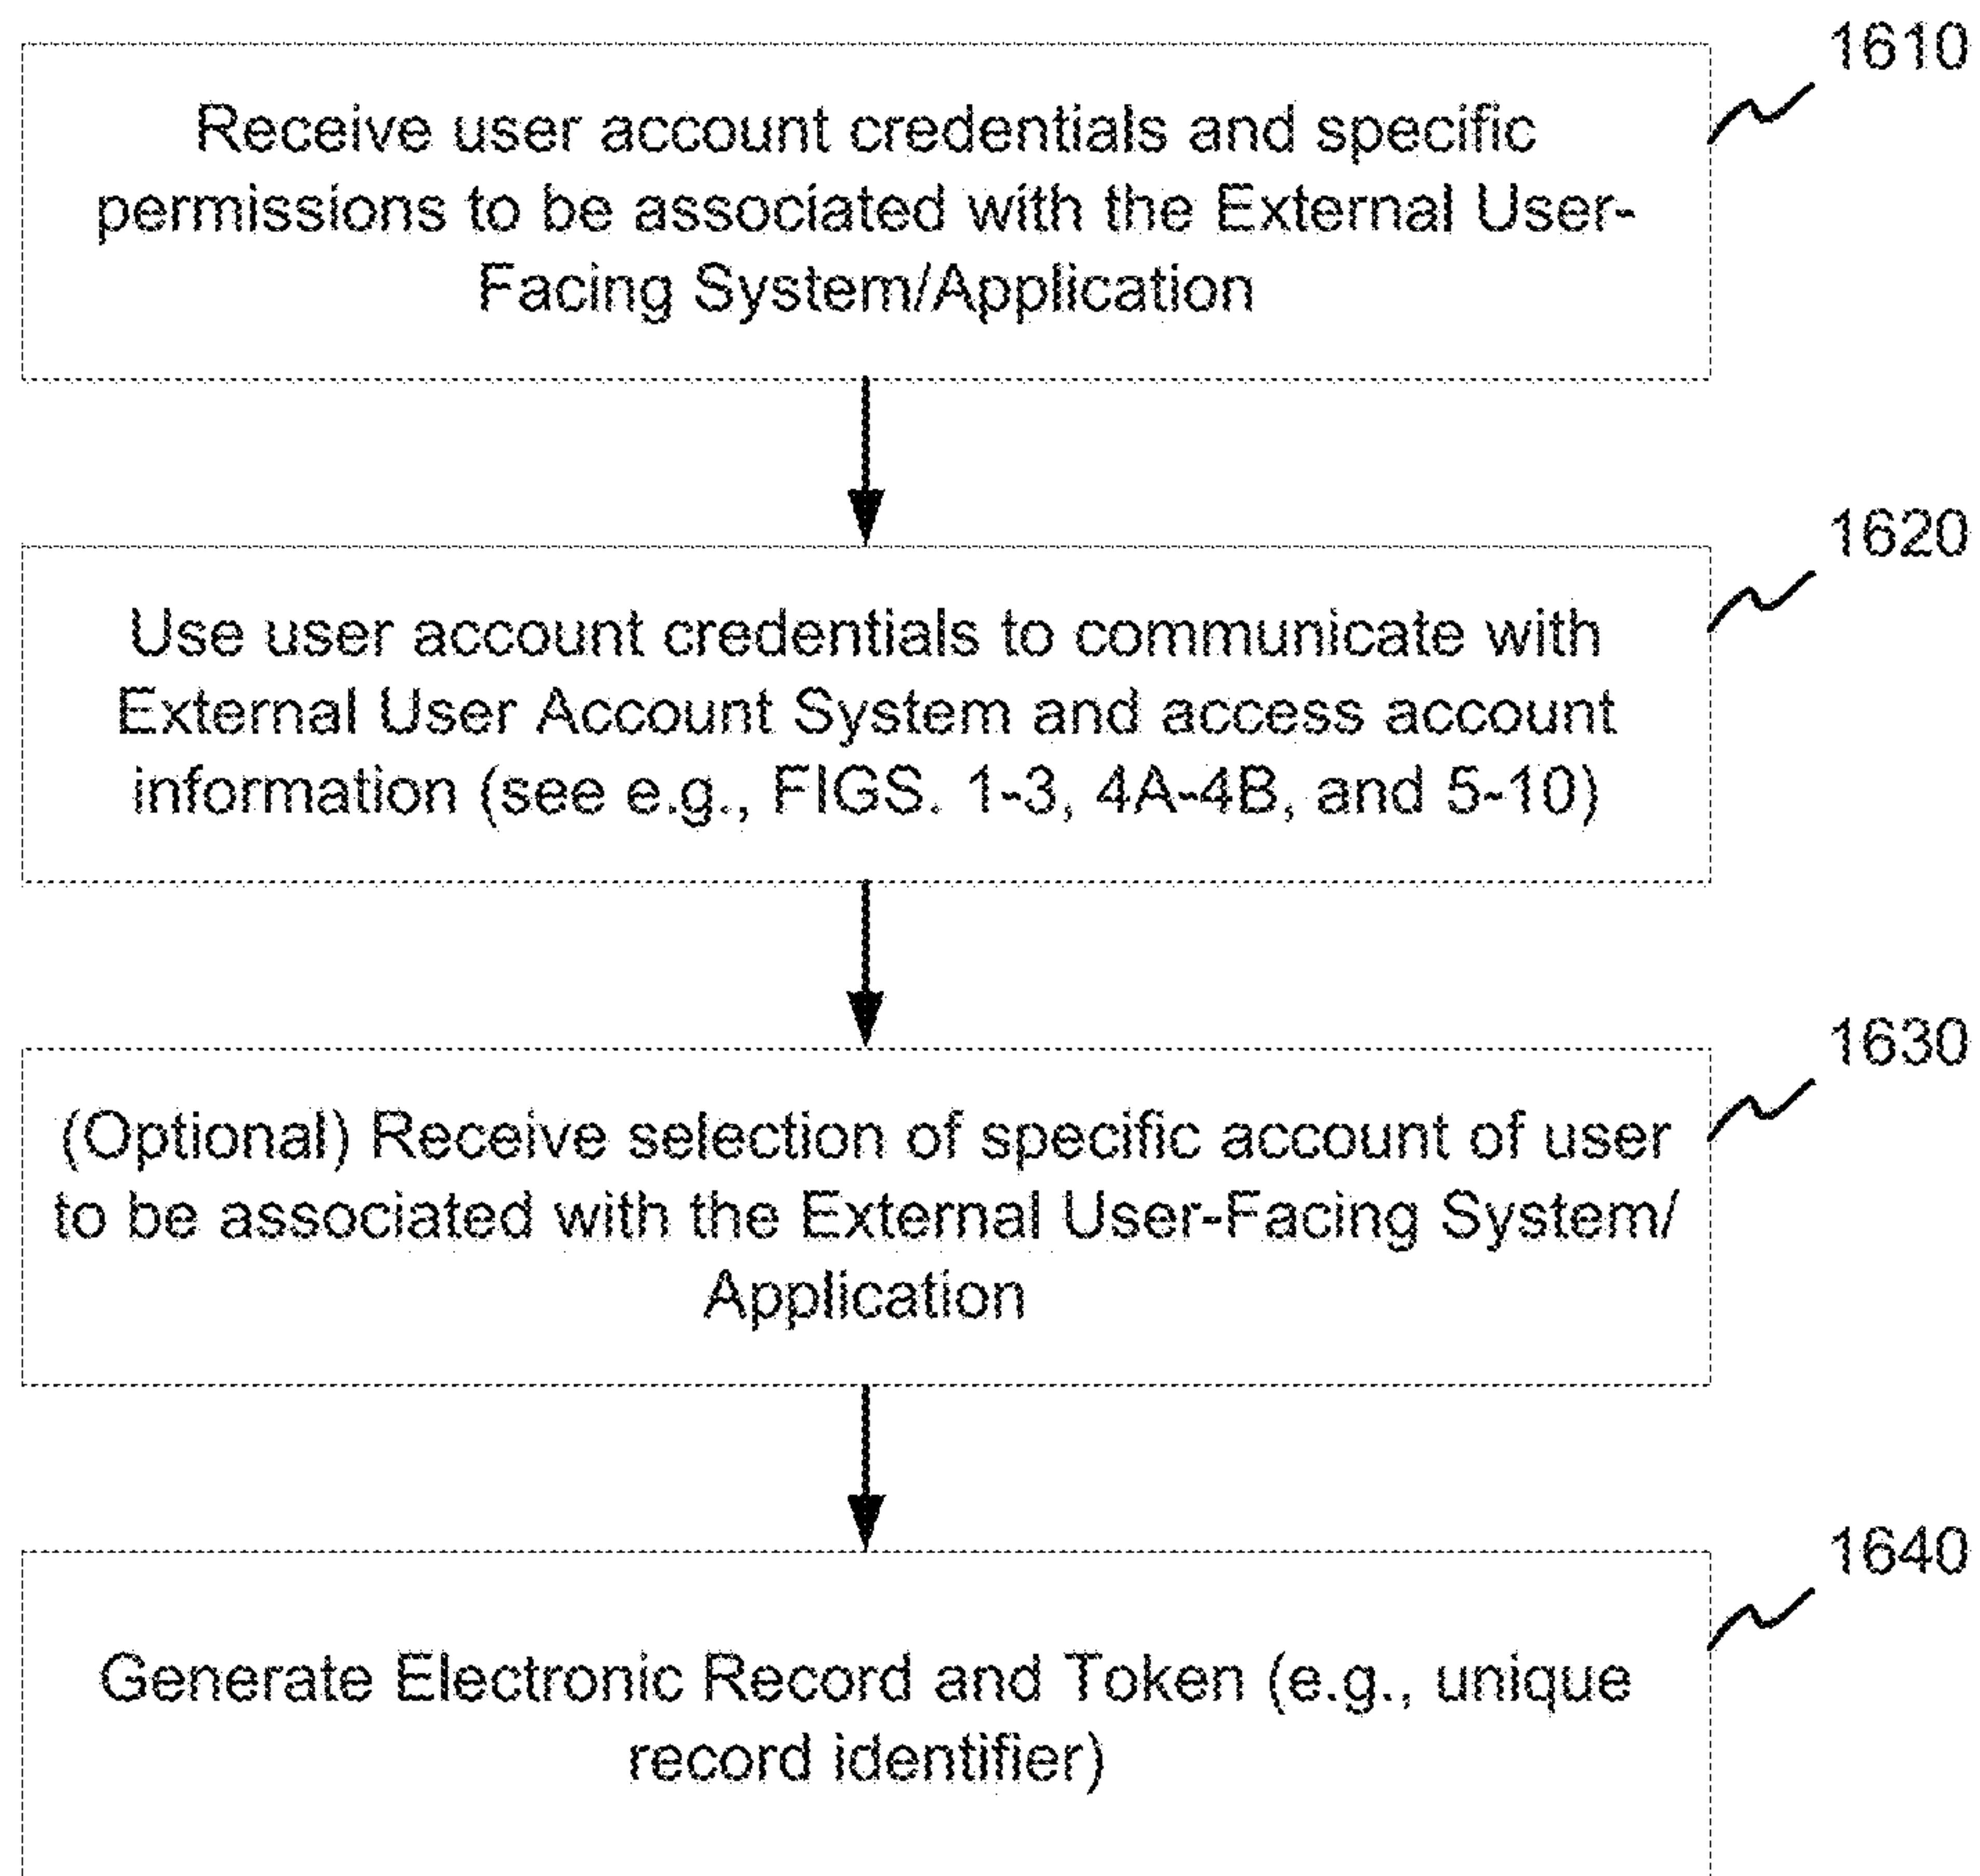 1610
Receive user account credentials and specific
permissions to be associated with the External User-
Facing System/Application
1620
Use user account credentials to communicate with
External User Account System and access account
information (see e.g., FIGS. 1-3, 4A-4B, and 5-10)
1630
(Optional) Receive selection of specific account of user
to be associated with the External User-Facing System/
Application
1640
Generate Electronic Record and Token (e.g., unique
record identifier)